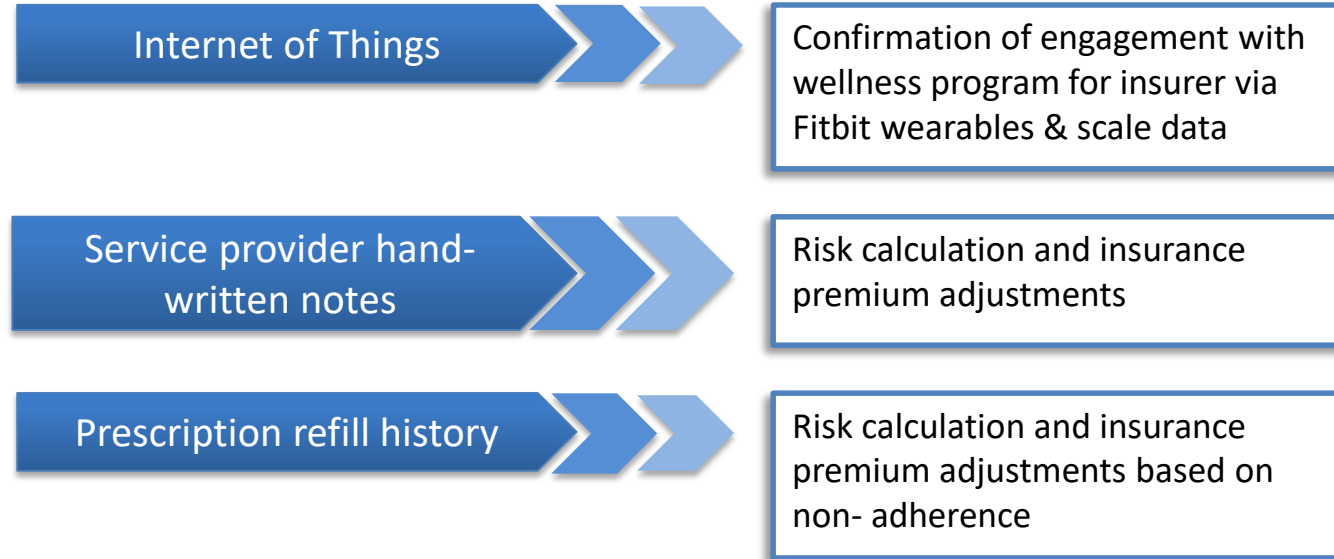 Internet of Things
Confirmation of engagement with
wellness program for insurer via
Fitbit wearables & scale data
Service provider hand-
written notes
Risk calculation and insurance
premium adjustments
Prescription refill history
Risk calculation and insurance
premium adjustments based on
non- adherence